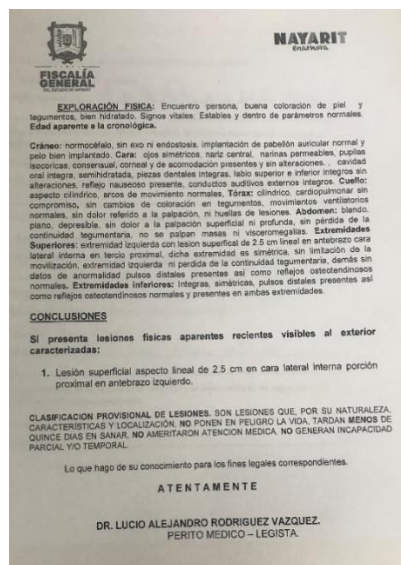 FISCALÍA
GENERAL
DEL ESTADO DE NAYARIT
NAYARIT
enamora
EXPLORACIÓN FISICA: Encuentro persona, buena coloración de piel y
tegumentos, bien hidratado. Signos vitales: Estables y dentro de parámetros normales.
Edad aparente a la cronológica.
Cráneo: normocéfalo, sin exo ni endostosis, implantación de pabellón auricular normal y
pelo bien implantado. Cara: ojos simétricos, nariz central, narinas permeables, pupilas
isocoricas, consensual, corneal y de acomodación presentes y sin alteraciones, , cavidad
oral integra, semihidratada, piezas dentales integras, labio superior e inferior integros sin
alteraciones, reflejo nauseoso presente, conductos auditivos externos integros. Cuello:
aspecto cilíndrico, arcos de movimiento normales. Tórax: cilíndrico, cardiopulmonar sin
compromiso, sin cambios de coloración en tegumentos, movimientos ventilatorios
normales, sin dolor referido a la palpación, ni huellas de lesiones. Abdomen: blando,
plano, depresible, sin dolor a la palpación superficial ni profunda, sin pérdida de la
continuidad tegumentaria, no se palpan masas ni visceromegalias. Extremidades
Superiores: extremidad izquierda con lesion superficial de 2.5 cm lineal en antebrazo cara
lateral interna en tercio proximal, dicha extremidad es simétrica, sin limitación de la
movilización, extremidad izquierda ni perdida de la continuidad tegumentaria, demás sin
datos de anormalidad pulsos distales presentes así como reflejos osteotendinosos
normales. Extremidades inferiores: Integras, simétricas, pulsos distales presentes así
como reflejos osteotendinosos normales y presentes en ambas extremidades.
CONCLUSIONES
Si presenta lesiones físicas aparentes recientes visibles al exterior
caracterizadas:
1. Lesión superficial aspecto lineal de 2.5 cm en cara lateral interna porción
proximal en antebrazo izquierdo.
CLASIFICACION PROVISIONAL DE LESIONES. SON LESIONES QUE, POR SU NATURALEZA,
CARACTERÍSTICAS Y LOCALIZACIÓN, NO PONEN EN PELIGRO LA VIDA, TARDAN MENOS DE
QUINCE DIAS EN SANAR, NO AMERITARON ATENCION MEDICA, NO GENERAN INCAPACIDAD
PARCIAL Y/O TEMPORAL.
Lo que hago de su conocimiento para los fines legales correspondientes.
ATENTAMENTE
DR. LUCIO ALEJANDRO RODRIGUEZ VAZQUEZ.
PERITO MEDICO – LEGISTA.